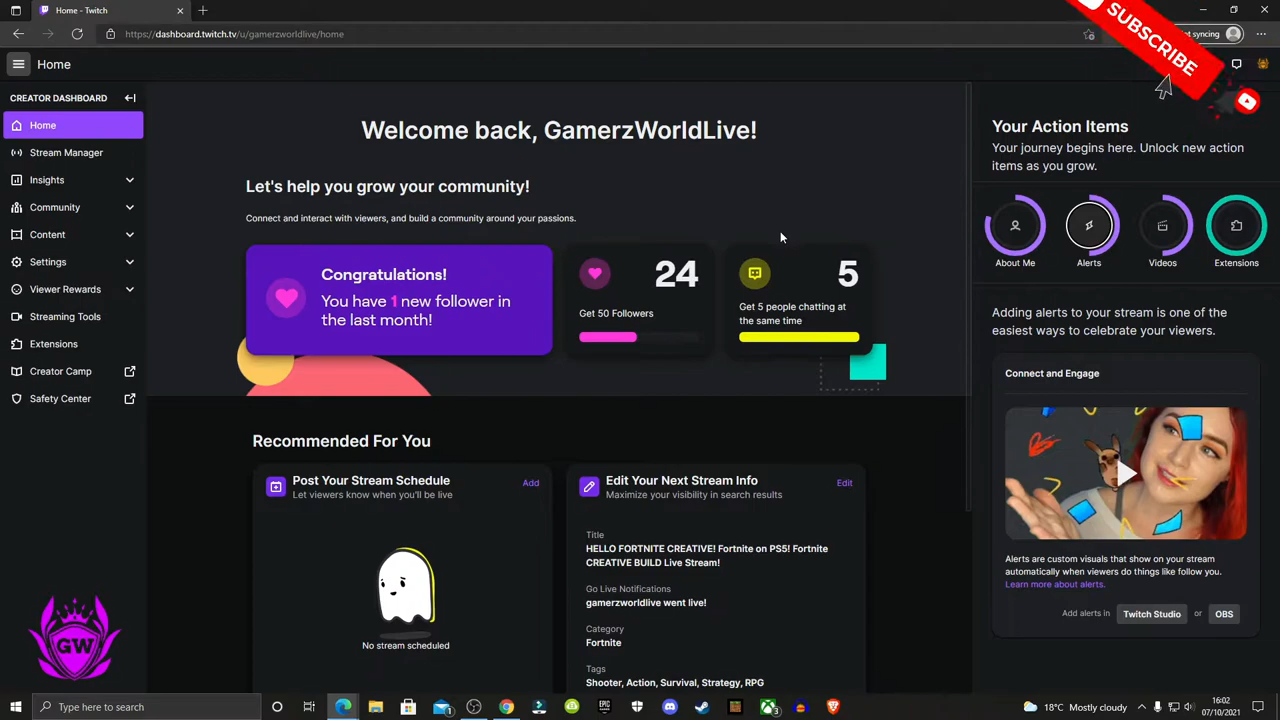 Home - Twitch
https://dashboard.twitch.tv/u/gamerzworldlive/home
SUBSCRIBE
syncing
Home
CREATOR DASHBOARD
Home
Stream Manager
Insights
Community
Content
Settings
Viewer Rewards
Streaming Tools
Extensions
Creator Camp
Safety Center
GW
Welcome back, GamerzWorldLive!
Let's help you grow your community!
Connect and interact with viewers, and build a community around your passions.
Congratulations!
You have 1 new follower in
the last month!
24
Get 50 Followers
5
Get 5 people chatting at
the same time
Recommended For You
Post Your Stream Schedule
Add
Let viewers know when you'll be live
No stream scheduled
Edit Your Next Stream Info
Edit
Maximize your visibility in search results
Title
HELLO FORTNITE CREATIVE! Fortnite on PS5! Fortnite
CREATIVE BUILD Live Stream!
Go Live Notifications
gamerzworldlive went live!
Category
Fortnite
Tags
Shooter, Action, Survival, Strategy, RPG
Your Action Items
Your journey begins here. Unlock new action
items as you grow.
About Me
Alerts
Videos
Extensions
Adding alerts to your stream is one of the
easiest ways to celebrate your viewers.
Connect and Engage
Alerts are custom visuals that show on your stream
automatically when viewers do things like follow you.
Learn more about alerts.
Add alerts in Twitch Studio or OBS
Type here to search
EPIC
18°C Mostly cloudy
16:02
07/10/2021